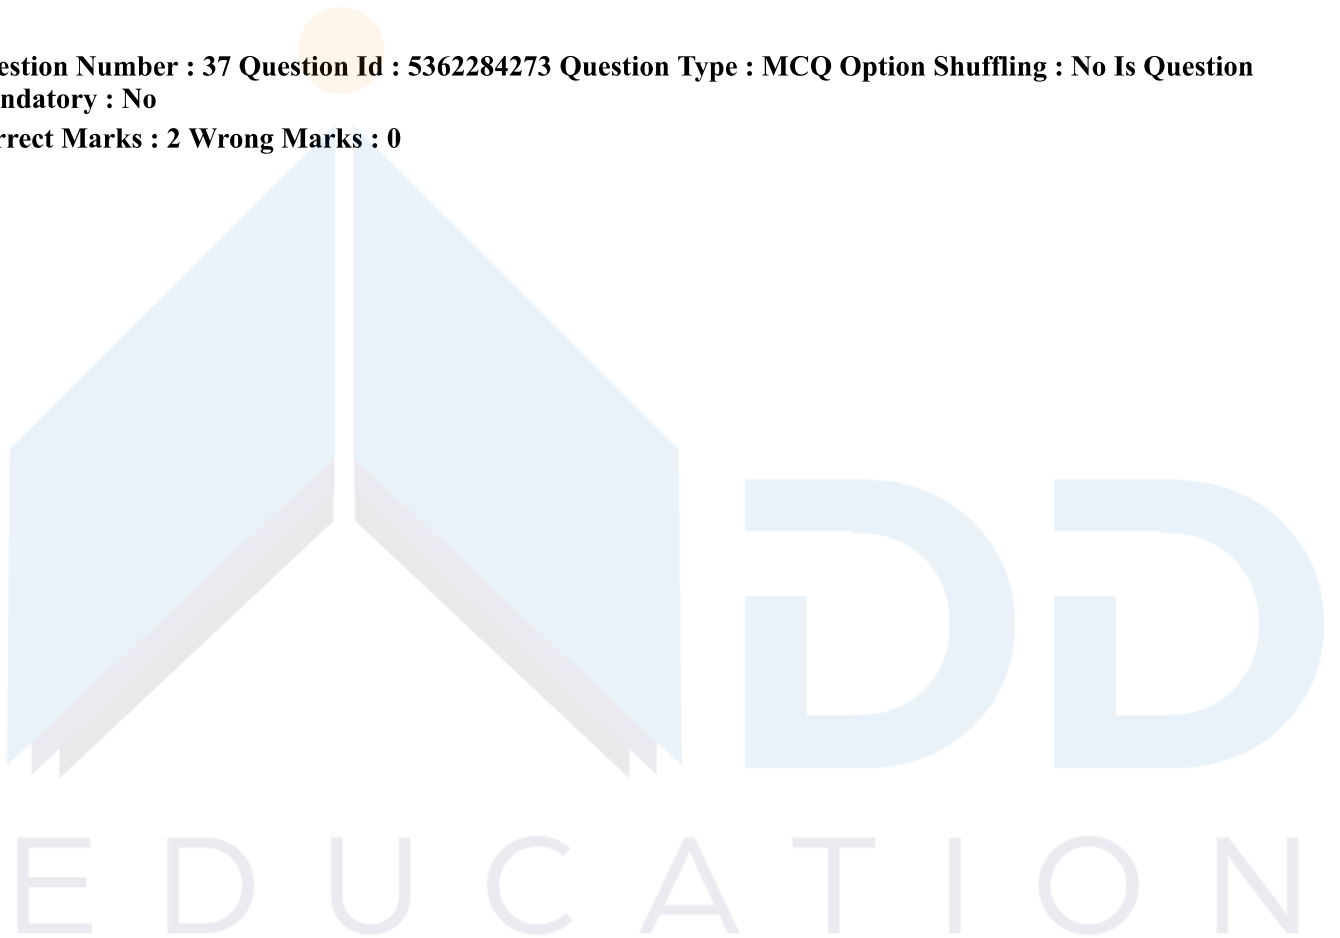 estion Number : 37 Question Id : 5362284273 Question Type : MCQ Option Shuffling : No Is Question
ndatory : No
rrect Marks : 2 Wrong Marks : 0
DD
EDUCATION